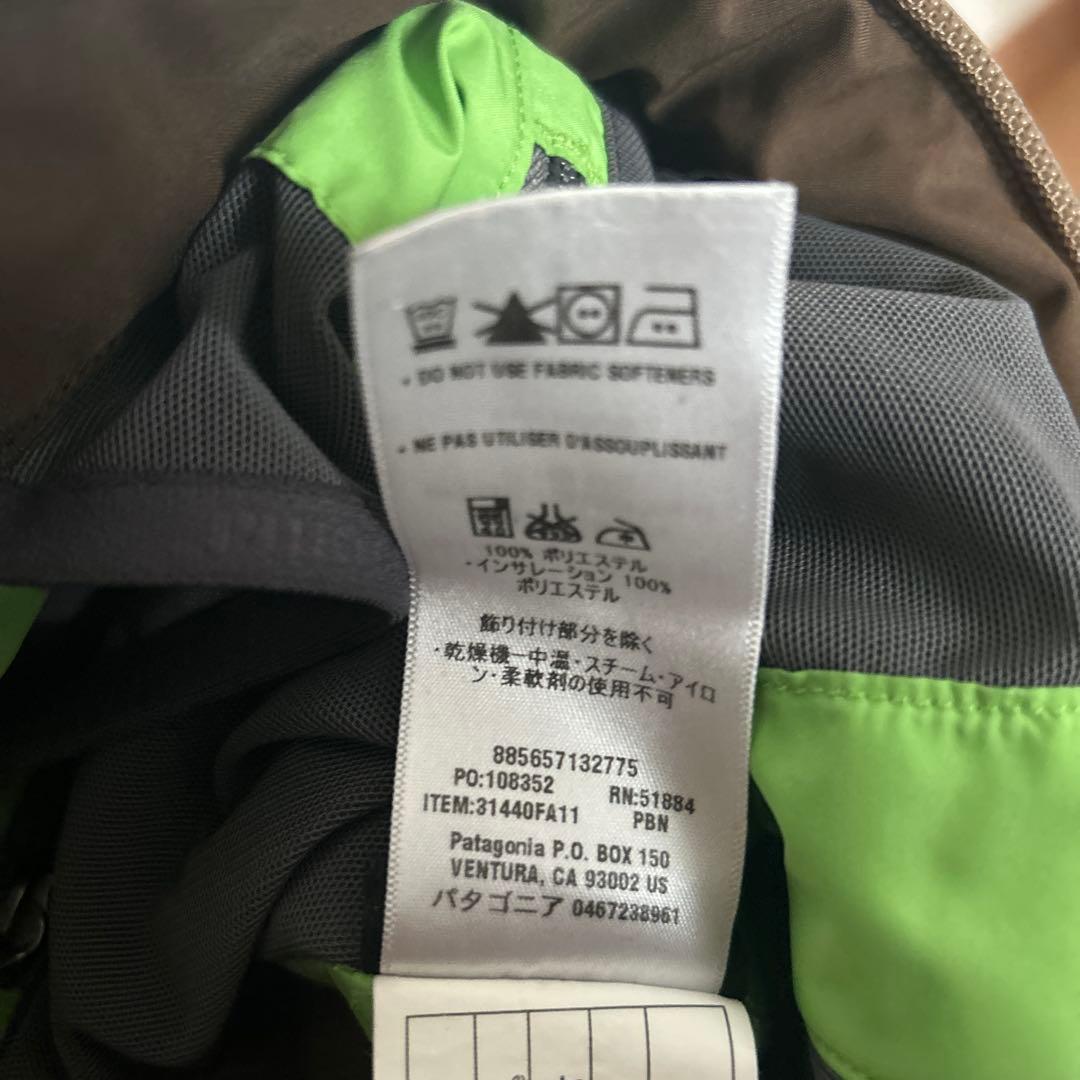 • DO NOT USE FABRIC SOFTENERS
• NE PAS UTILISER D'ASSOUPLISSANT
100% ポリエステル
・インサレーション 100%
ポリエステル
飾り付け部分を除く
・乾燥機ー中温・スチーム・アイロ
ン・柔軟剤の使用不可
885657132775
PO:108352 RN:51884
ITEM:31440FA11 PBN
Patagonia P.O. BOX 150
VENTURA, CA 93002 US
パタゴニア 0467238961